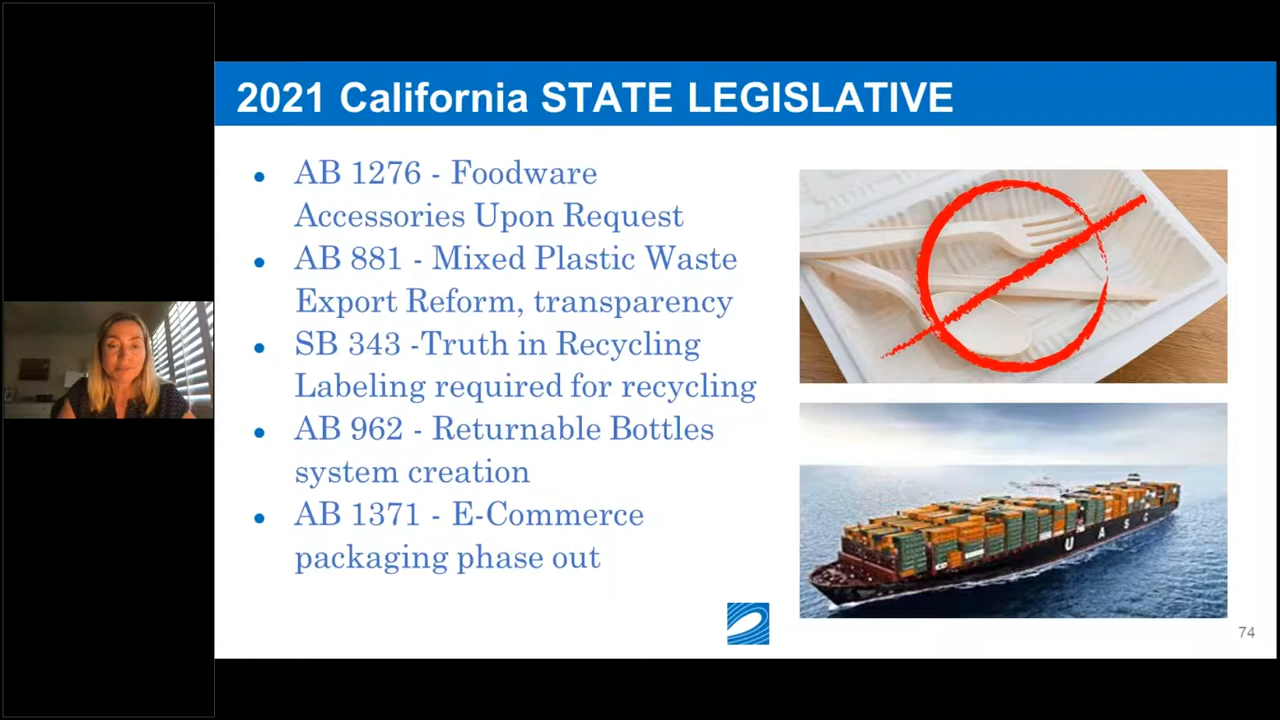 2021 California STATE LEGISLATIVE
• AB 1276 - Foodware
Accessories Upon Request
• AB 881 - Mixed Plastic Waste
Export Reform, transparency
• SB 343 -Truth in Recycling
Labeling required for recycling
• AB 962 - Returnable Bottles
system creation
• AB 1371 - E-Commerce
packaging phase out
U A S C
74